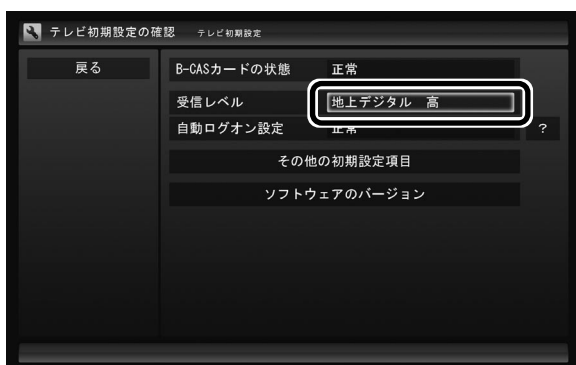 テレビ初期設定の確認 テレビ初期設定
戻る
B-CASカードの状態 正常
受信レベル 地上デジタル 高
自動ログオン設定 正常 ?
その他の初期設定項目
ソフトウェアのバージョン